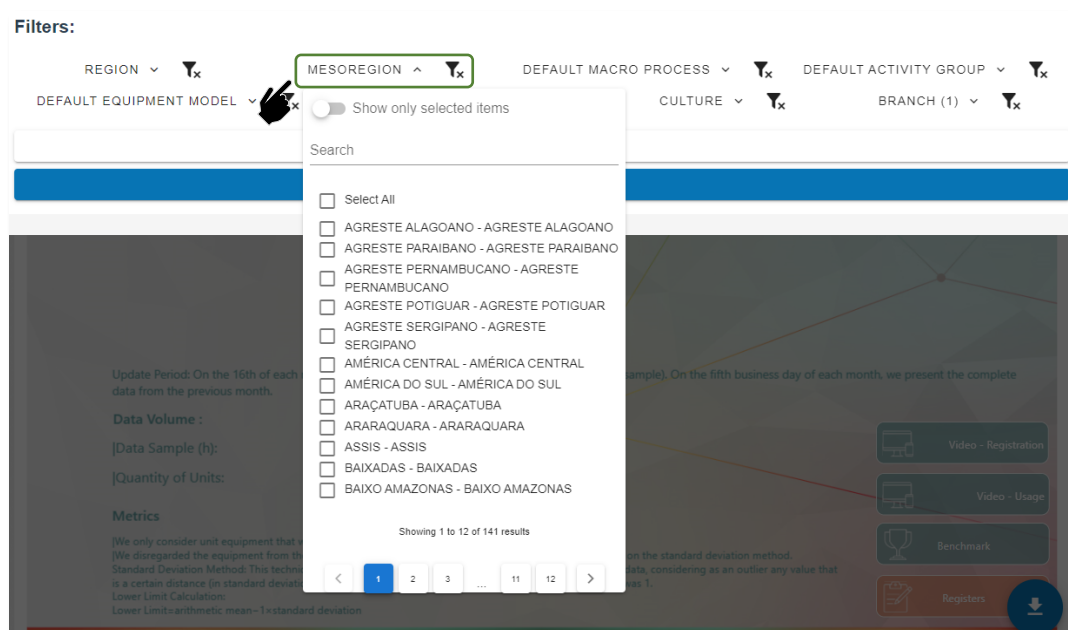 Filters:
REGION
MESOREGION
DEFAULT MACRO PROCESS
DEFAULT ACTIVITY GROUP
DEFAULT EQUIPMENT MODEL
CULTURE
BRANCH (1)
Show only selected items
Search
Select All
AGRESTE ALAGOANO - AGRESTE ALAGOANO
AGRESTE PARAIBANO - AGRESTE PARAIBANO
AGRESTE PERNAMBUCANO - AGRESTE
PERNAMBUCANO
AGRESTE POTIGUAR - AGRESTE POTIGUAR
AGRESTE SERGIPANO - AGRESTE
SERGIPANO
AMÉRICA CENTRAL - AMÉRICA CENTRAL
AMÉRICA DO SUL - AMÉRICA DO SUL
ARAÇATUBA - ARAÇATUBA
ARARAQUARA - ARARAQUARA
ASSIS - ASSIS
BAIXADAS - BAIXADAS
BAIXO AMAZONAS - BAIXO AMAZONAS
Showing 1 to 12 of 141 results
1 2 3 ... 11 12
Update Period: On the 16th of each sample). On the fifth business day of each month, we present the complete
data from the previous month.
Data Volume :
|Data Sample (h):
|Quantity of Units:
Metrics
|We only consider unit equipment that
|We disregarded the equipment from on the standard deviation method.
Standard Deviation Method: This data, considering as an outlier any value that
is a certain distance (in standard was 1.
Lower Limit Calculation:
Lower Limit=arithmetic mean−1×standard deviation
Video - Registration
Video - Usage
Benchmark
Registers